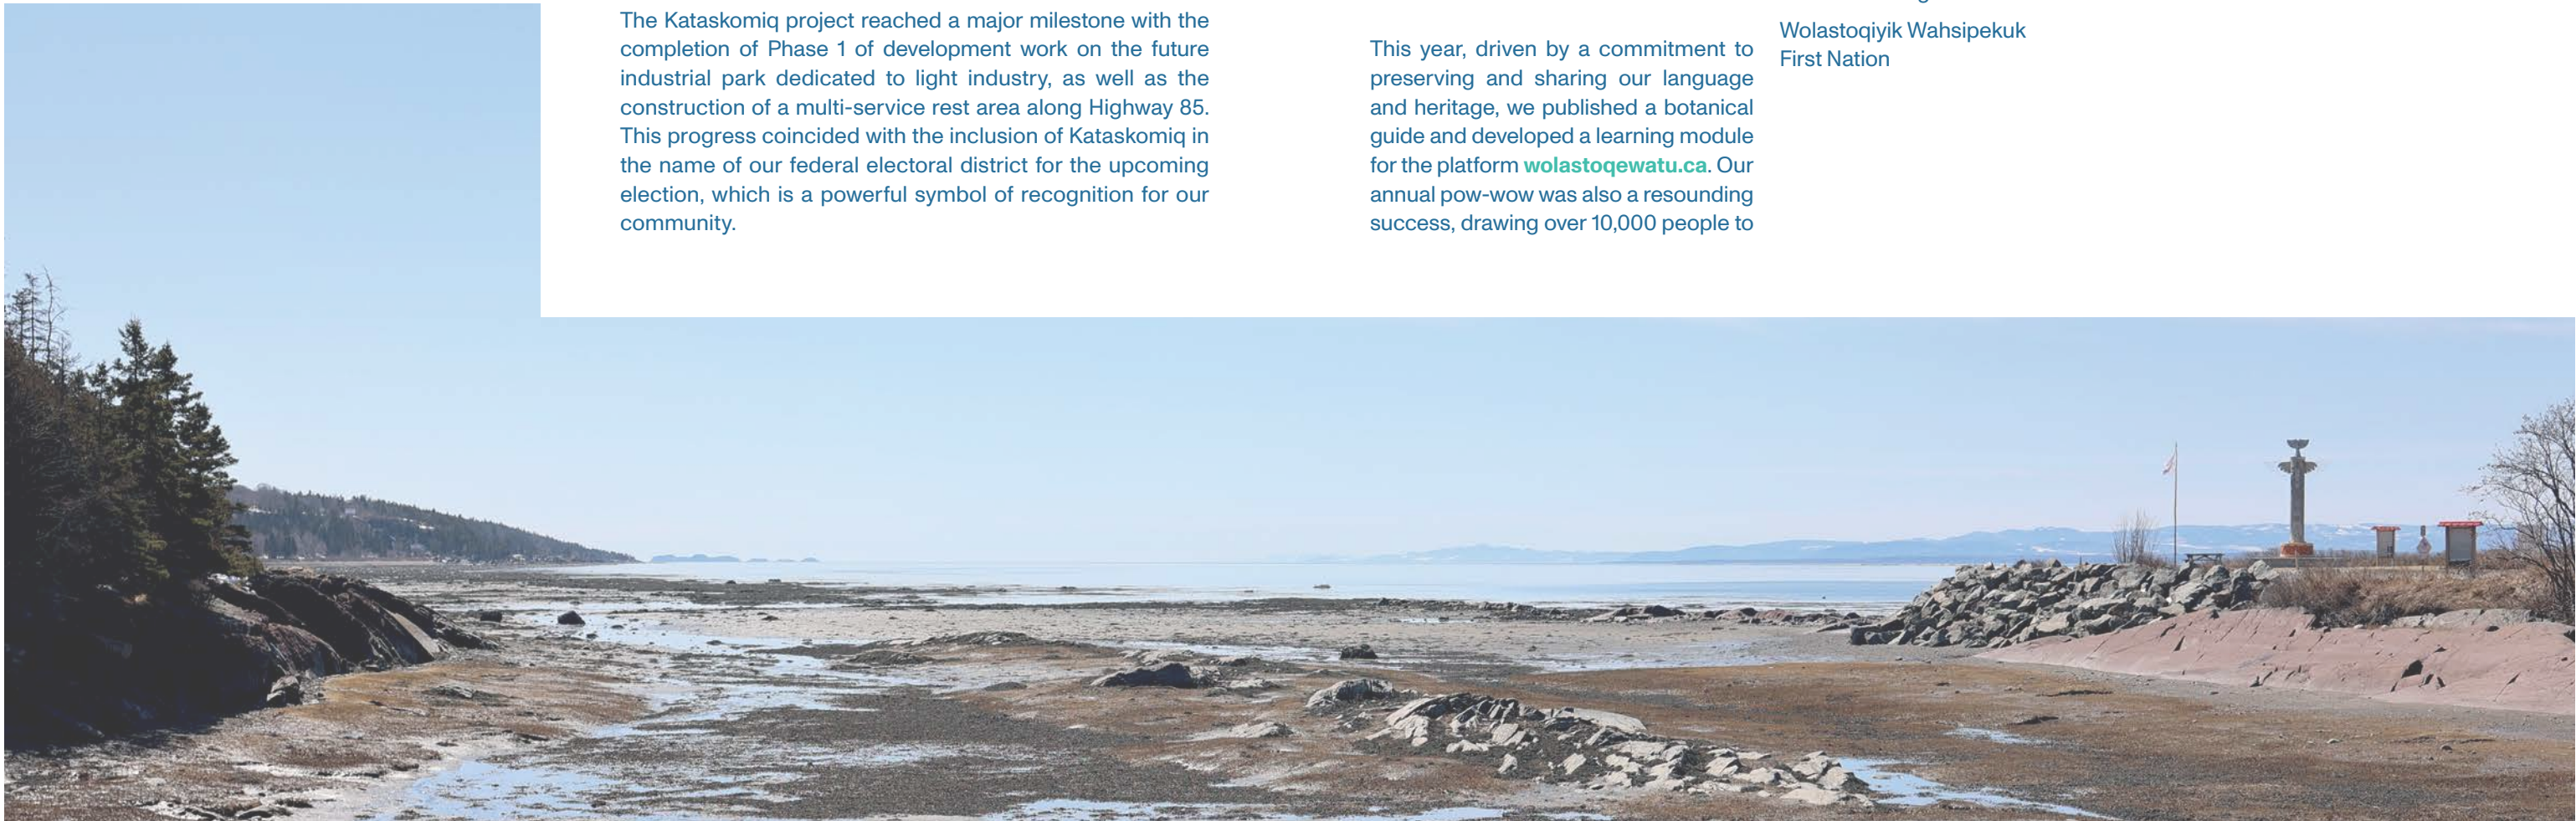 The Kataskomiq project reached a major milestone with the
completion of Phase 1 of development work on the future
industrial park dedicated to light industry, as well as the
construction of a multi-service rest area along Highway 85.
This progress coincided with the inclusion of Kataskomiq in
the name of our federal electoral district for the upcoming
election, which is a powerful symbol of recognition for our
community.
This year, driven by a commitment to
preserving and sharing our language
and heritage, we published a botanical
guide and developed a learning module
for the platform wolastoqewatu.ca. Our
annual pow-wow was also a resounding
success, drawing over 10,000 people to
Wolastoqiyik Wahsipekuk
First Nation